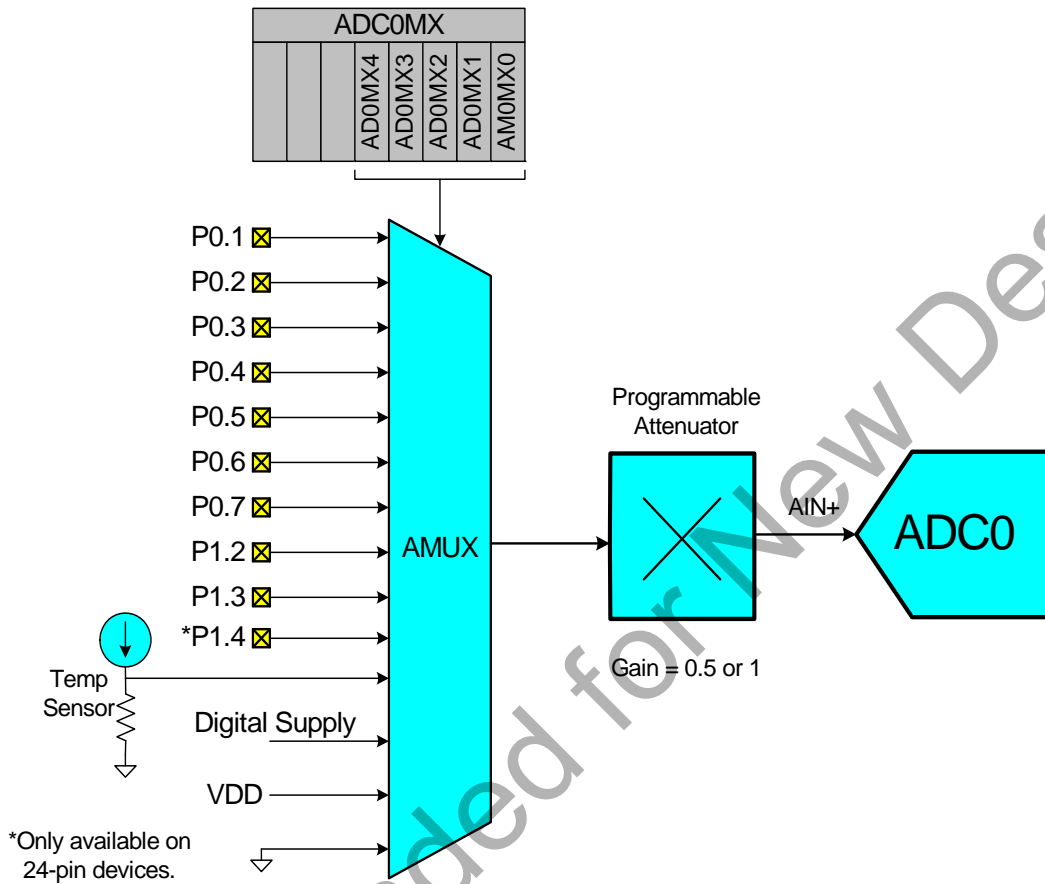 ADC0MX
AD0MX4
AD0MX3
AD0MX2
AD0MX1
AM0MX0
P0.1
P0.2
P0.3
P0.4
P0.5
P0.6
P0.7
P1.2
P1.3
*P1.4
AMUX
Programmable
Attenuator
AIN+
ADC0
Gain = 0.5 or 1
Temp
Sensor
Digital Supply
VDD
*Only available on
24-pin devices.
for New